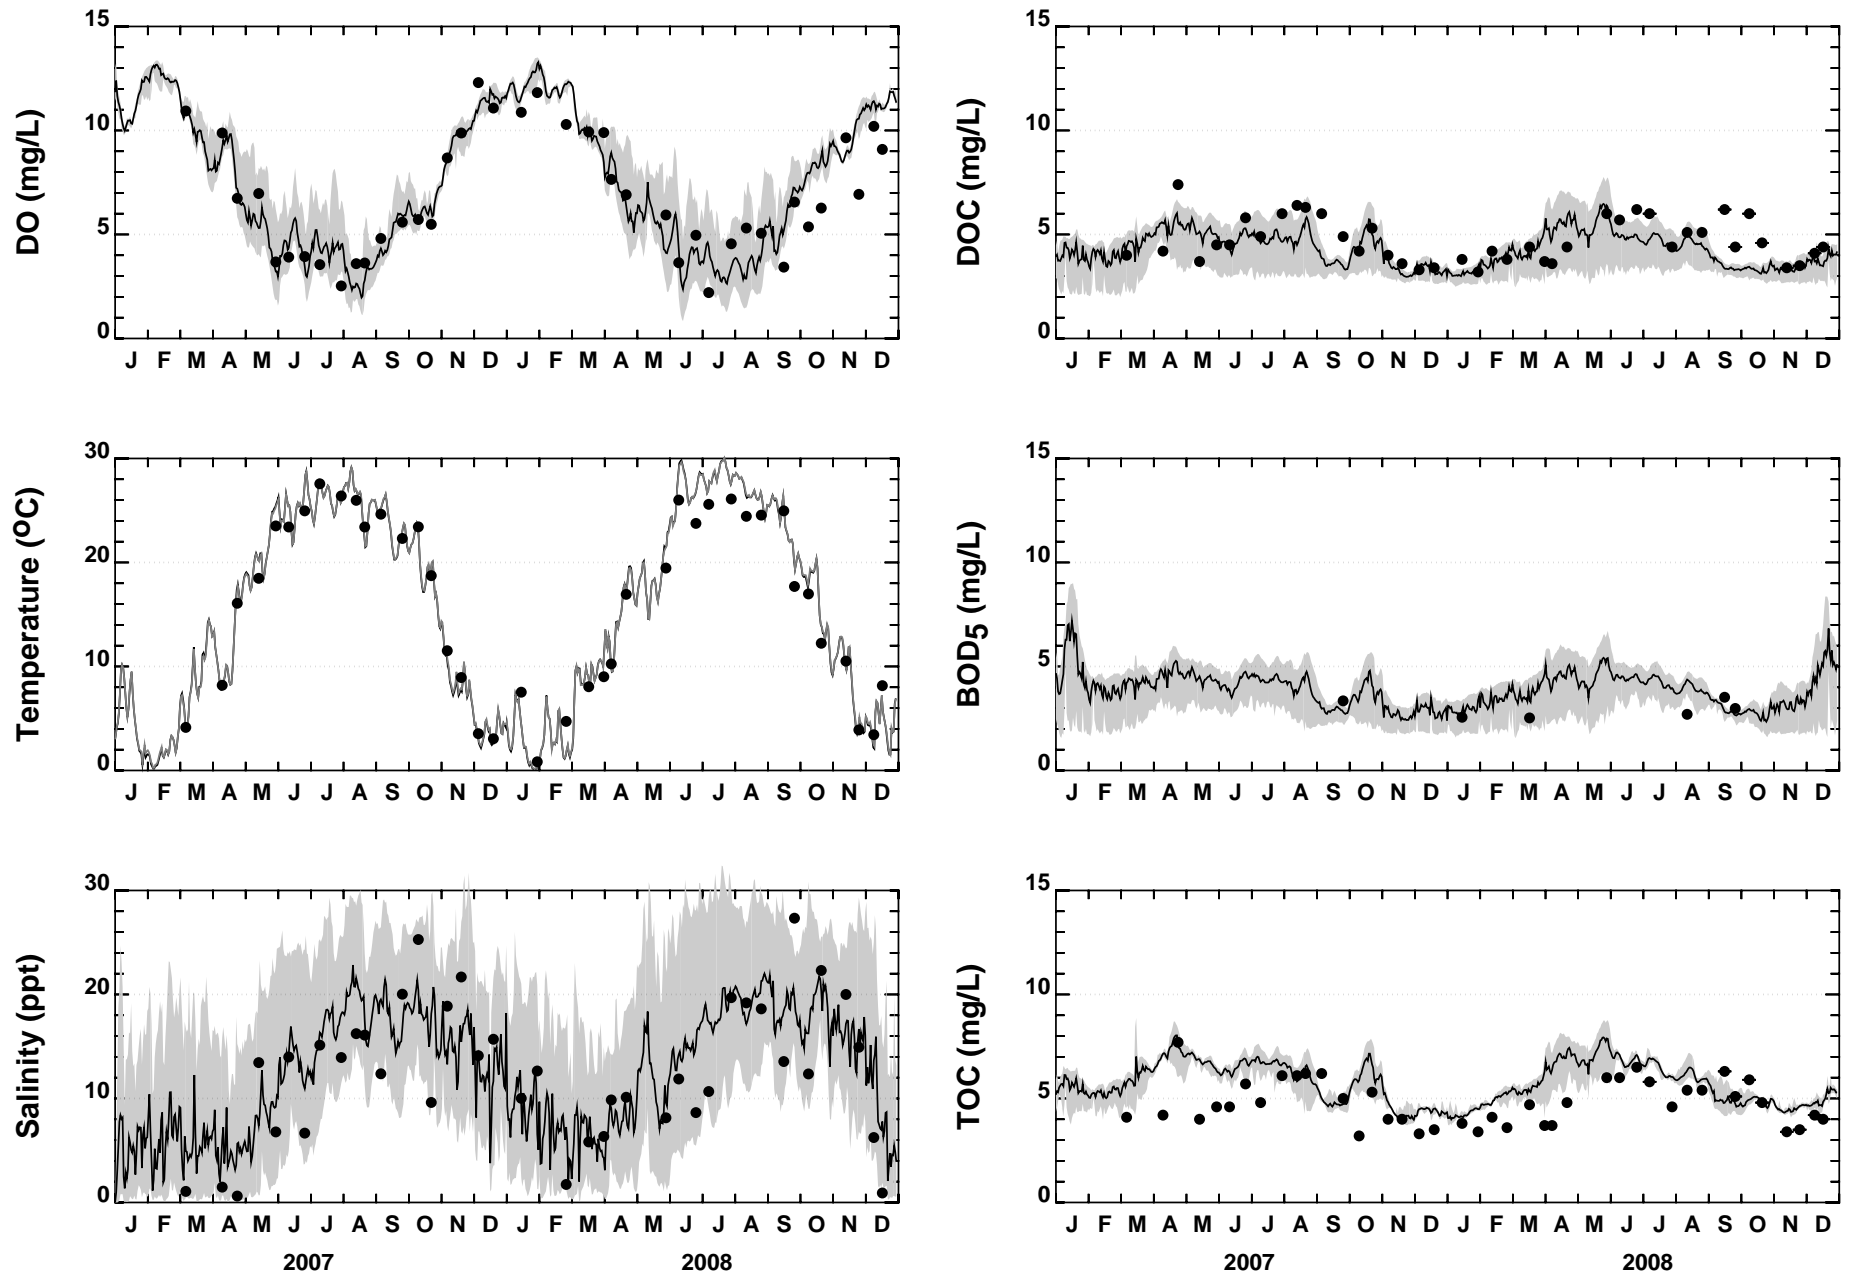 15
10
5
0
DO (mg/L)
J F M A M J J A S O N D J F M A M J J A S O N D
15
10
5
0
DOC (mg/L)
J F M A M J J A S O N D J F M A M J J A S O N D
30
20
10
0
Temperature (oC)
J F M A M J J A S O N D J F M A M J J A S O N D
15
10
5
0
BOD5 (mg/L)
J F M A M J J A S O N D J F M A M J J A S O N D
30
20
10
0
Salinity (ppt)
J F M A M J J A S O N D J F M A M J J A S O N D
2007 2008
15
10
5
0
TOC (mg/L)
J F M A M J J A S O N D J F M A M J J A S O N D
2007 2008